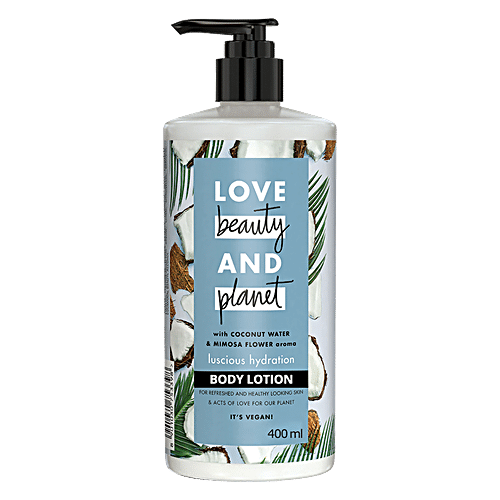 LOVE
beauty
AND
planet
with COCONUT WATER
& MIMOSA FLOWER aroma
luscious hydration
BODY LOTION
FOR REFRESHED AND HEALTHY LOOKING SKIN
& ACTS OF LOVE FOR OUR PLANET
IT'S VEGAN!
400 ml